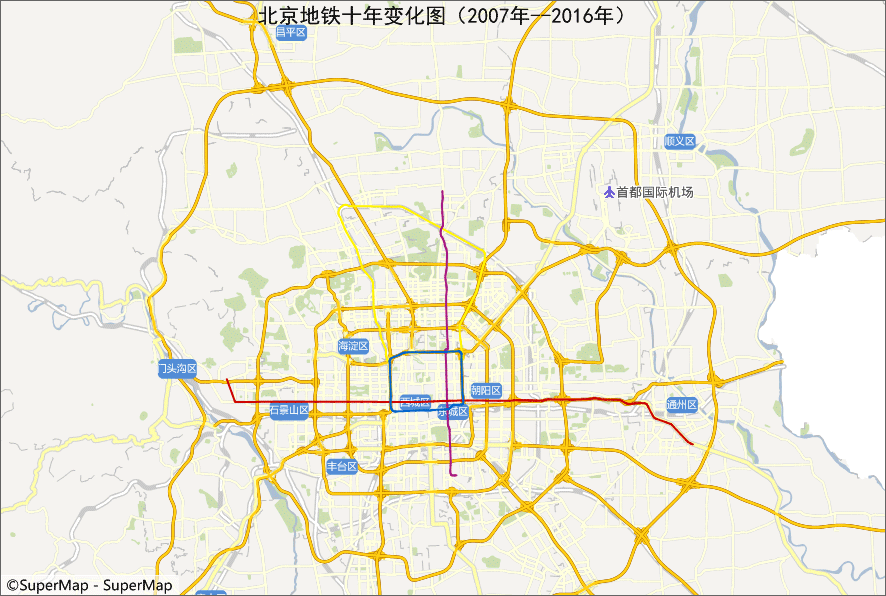 北京地铁十年变化图（2007年—2016年）
昌平区
顺义区
首都国际机场
海淀区
门头沟区
朝阳区
西城区
石景山区
东城区
通州区
丰台区
©SuperMap - SuperMap